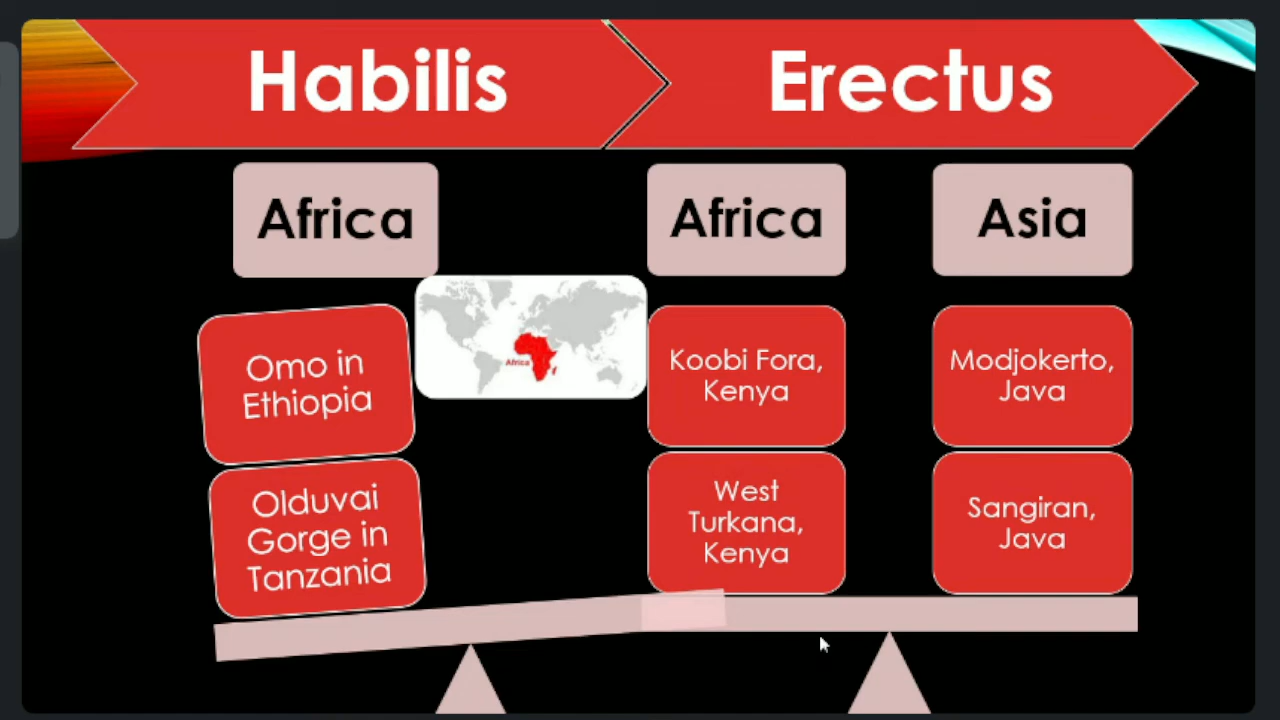 Habilis
Erectus
Africa
Africa
Asia
Omo in
Ethiopia
Africa
Koobi Fora,
Kenya
Modjokerto,
Java
Olduvai
Gorge in
Tanzania
West
Turkana,
Kenya
Sangiran,
Java